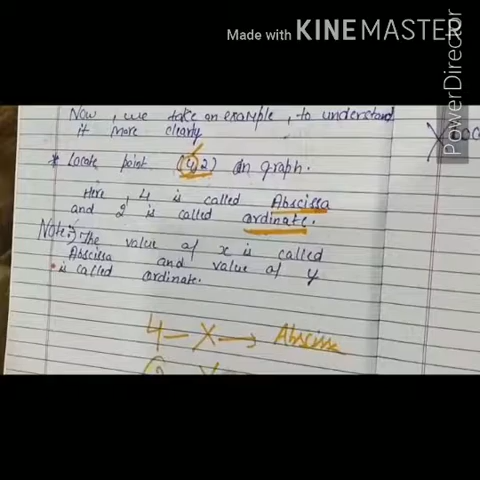 Made with KINEMASTER
PowerDirector
Now, we take an example, to understand
it more clearly
* Locate point (4,2) on graph.
Here, 4 is called Abscissa
and 2 is called ordinate.
Note:- The value of x is called
Abscissa and value of y
is called ordinate.
4 — X → Abscissa